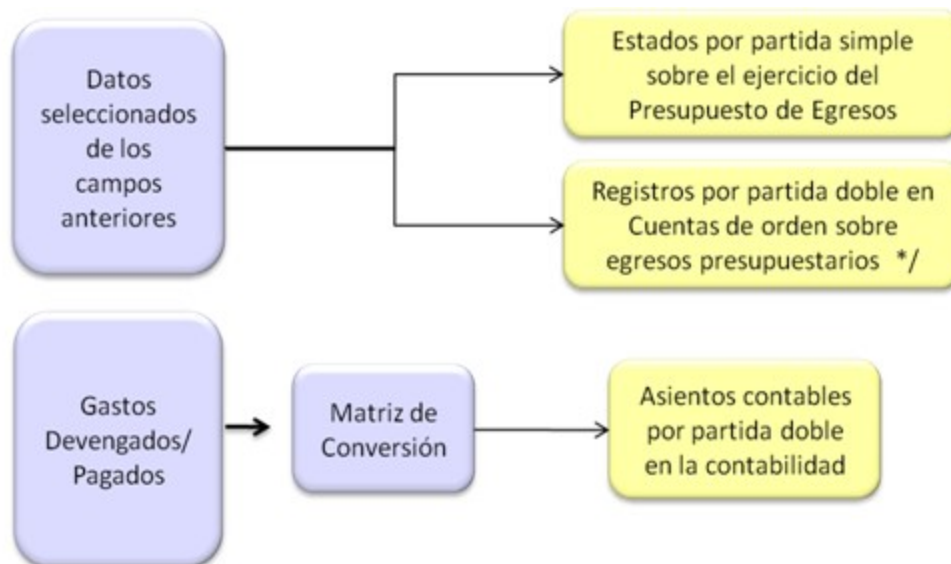 Datos
seleccionados
de los
campos
anteriores
Estados por partida simple
sobre el ejercicio del
Presupuesto de Egresos
Registros por partida doble en
Cuentas de orden sobre
egresos presupuestarios */
Gastos
Devengados/
Pagados
Matriz de
Conversión
Asientos contables
por partida doble
en la contabilidad